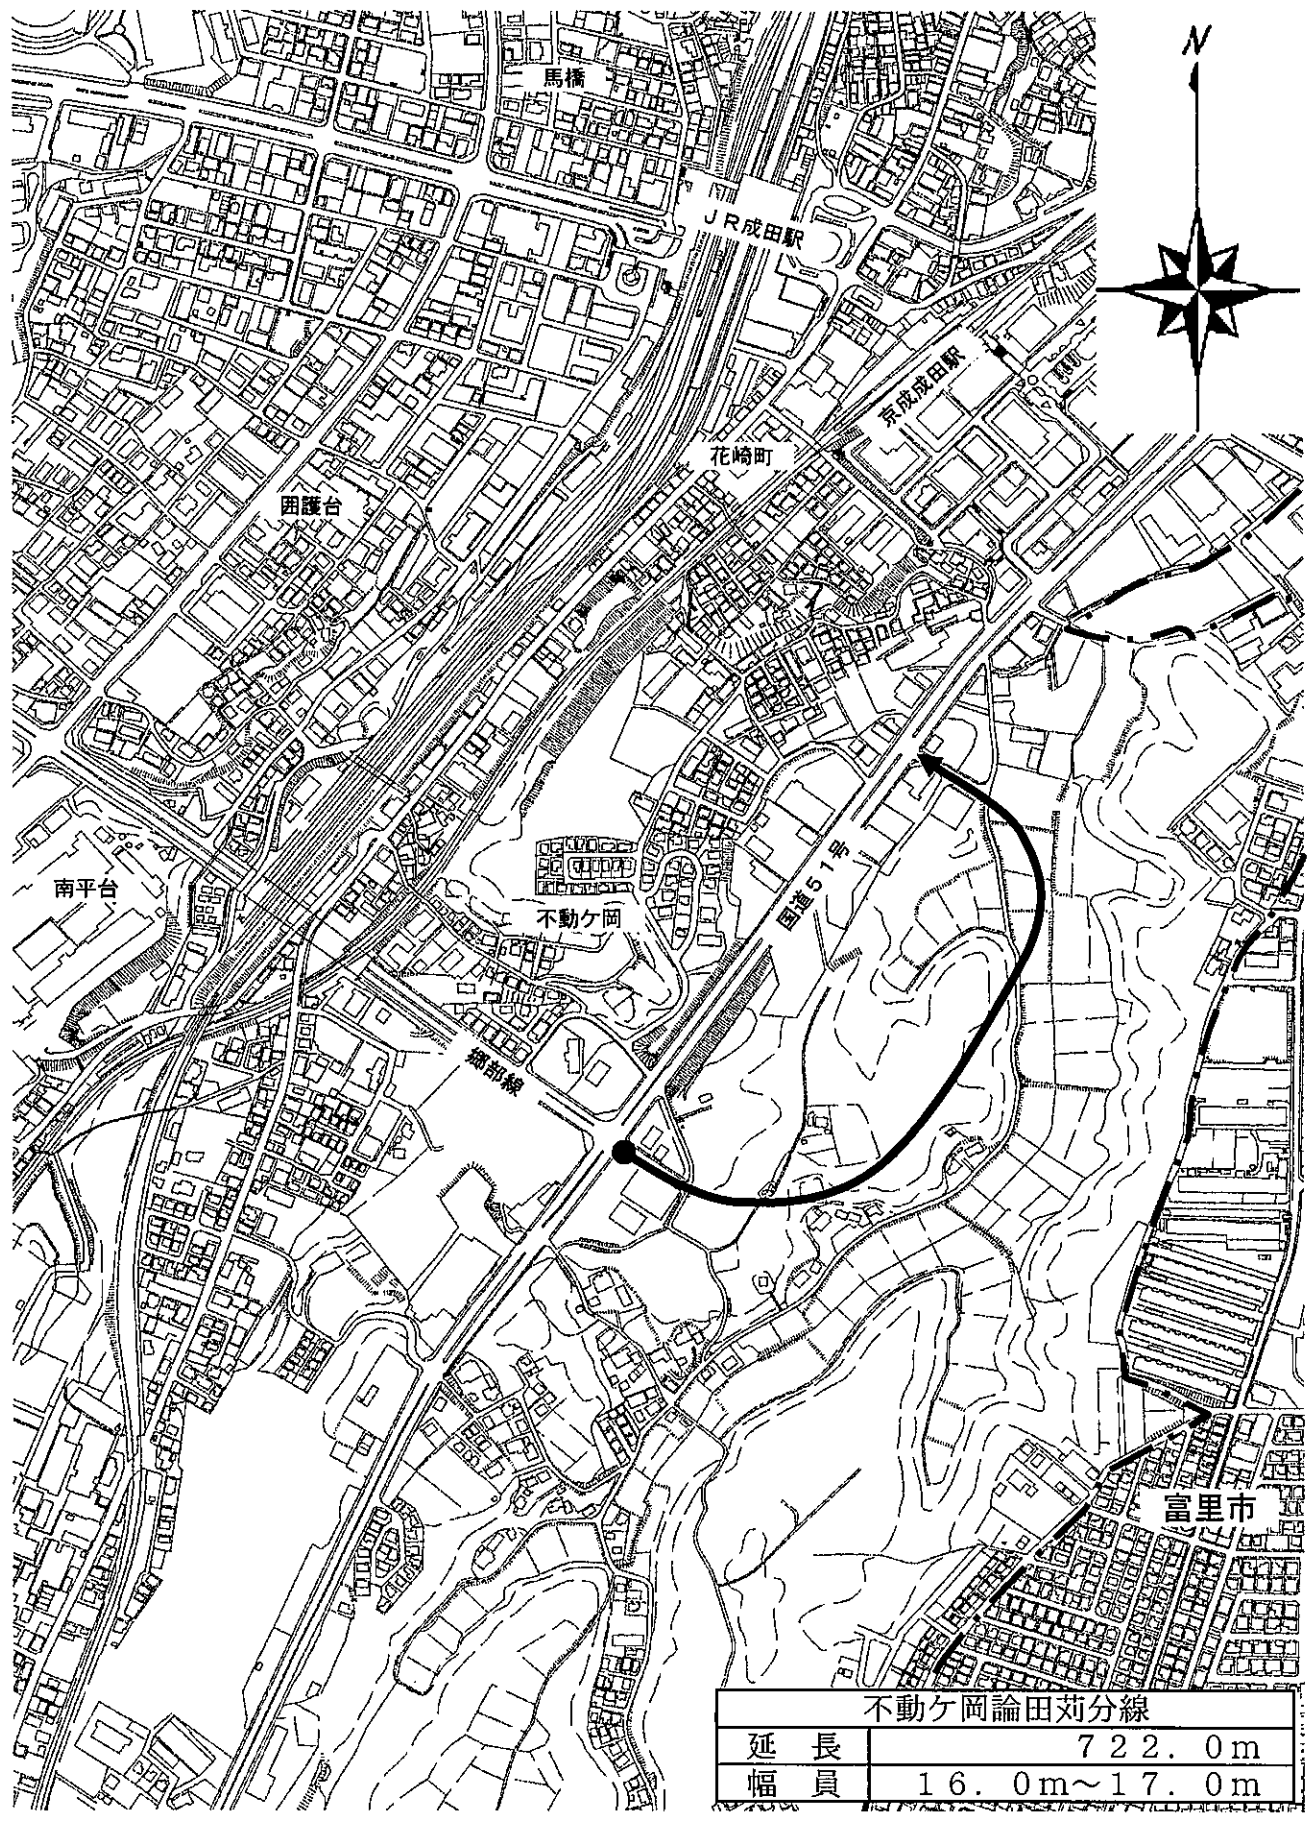 N
馬橋
JR成田駅
京成成田駅
花崎町
囲護台
南平台
不動ケ岡
国道51号
郷部線
富里市
不動ケ岡論田苅分線
延長 722.0m
幅員 16.0m~17.0m